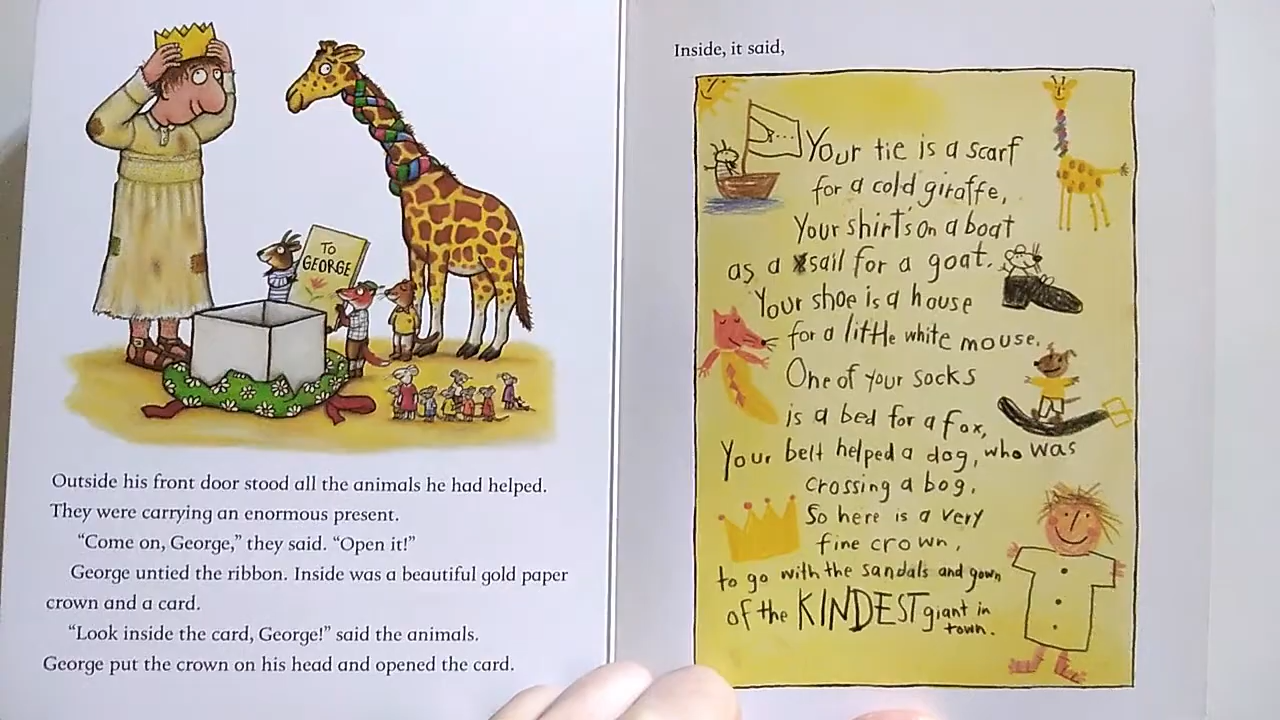 TO
GEORGE
Outside his front door stood all the animals he had helped.
They were carrying an enormous present.
“Come on, George,” they said. “Open it!”
George untied the ribbon. Inside was a beautiful gold paper
crown and a card.
“Look inside the card, George!” said the animals.
George put the crown on his head and opened the card.
Inside, it said,
Your tie is a scarf
for a cold giraffe,
Your shirt's on a boat
as a sail for a goat.
Your shoe is a house
for a little white mouse.
One of your socks
is a bed for a fox,
Your belt helped a dog, who was
crossing a bog.
So here is a very
fine crown,
to go with the sandals and gown
of the KINDEST giant in
town.